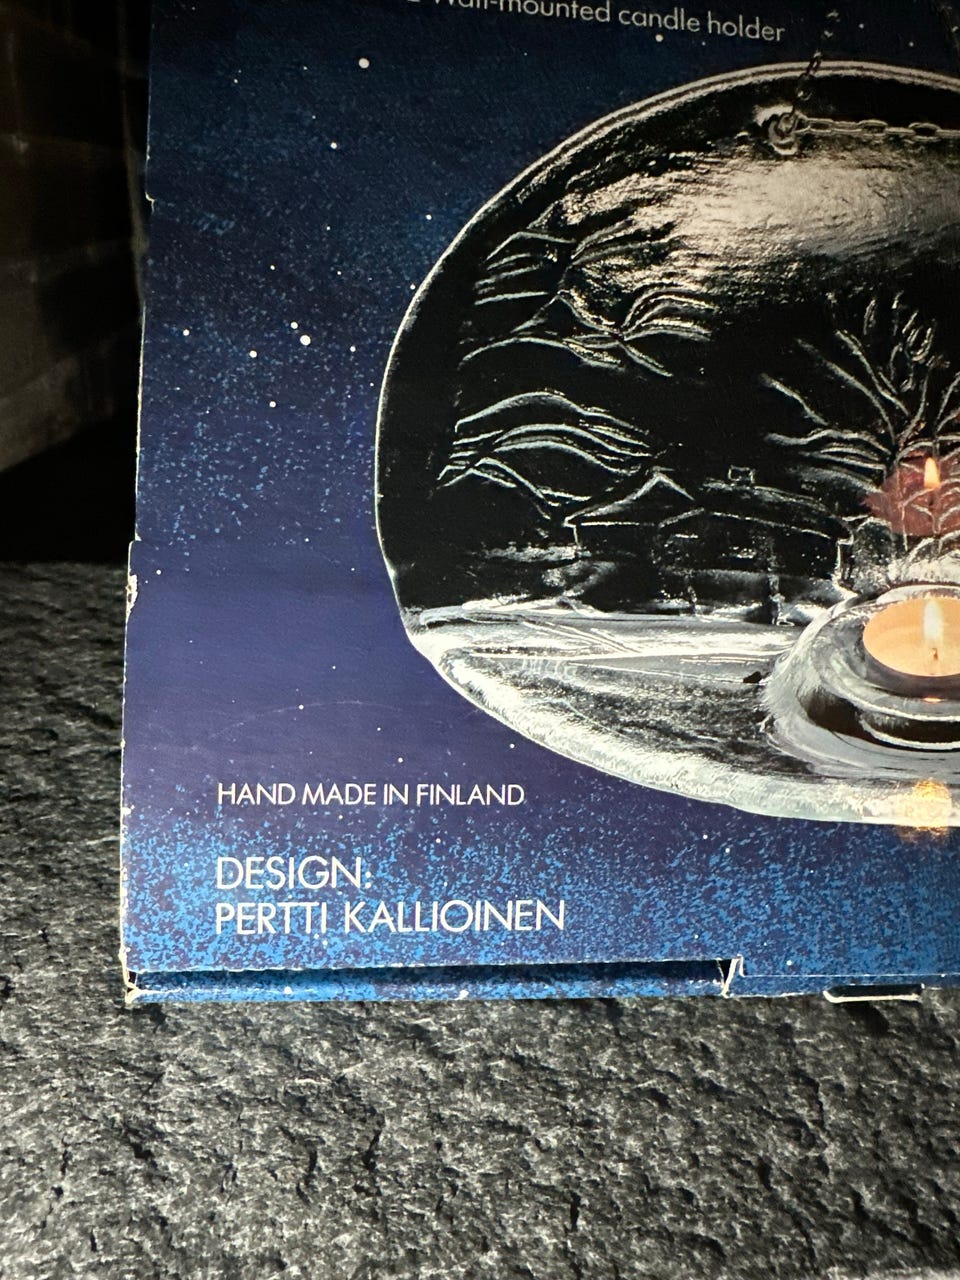 Wall-mounted candle holder
HAND MADE IN FINLAND
DESIGN:
PERTTI KALLIOINEN